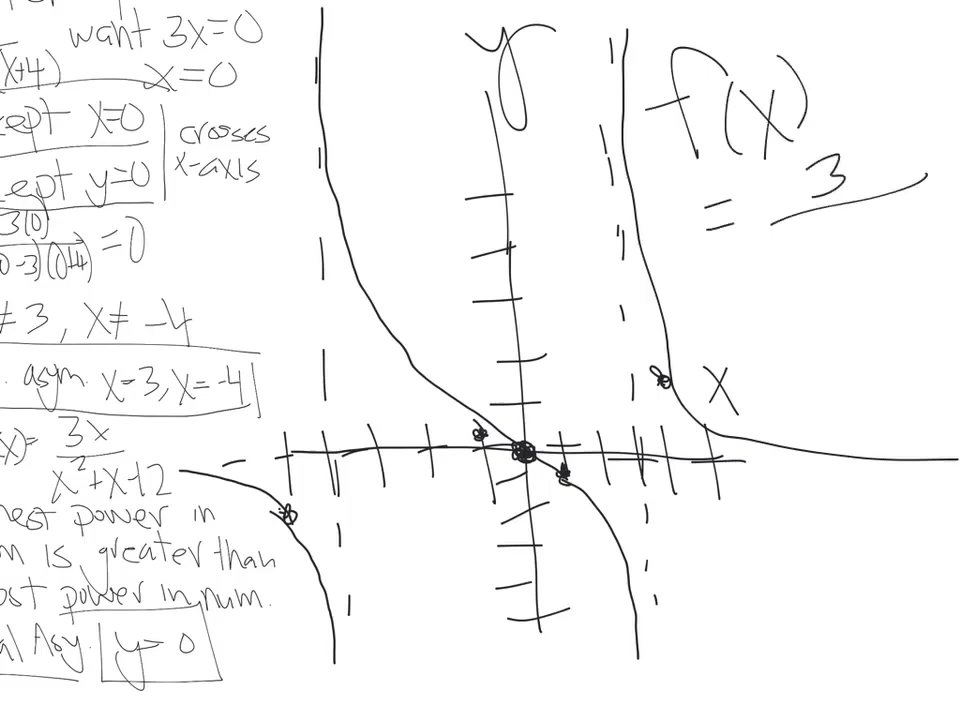 want 3x=0
x+4) x=0
ept x=0
crosses
x-axis
ept y=0
3(0)
0-3)(0+4) =0
≠ 3, x≠ -4
. asym. x=3, x=-4
x)= 3x
x²+x-12
hest power in
m is greater than
est power in num.
al Asy. y=0
y
f(x)
= 3
x